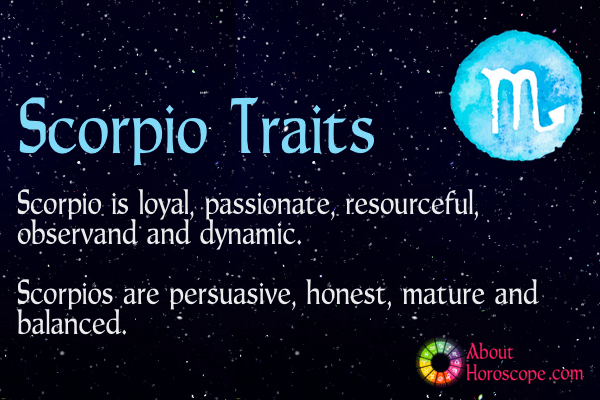 Scorpio Traits
Scorpio is loyal, passionate, resourceful,
observand and dynamic.
Scorpios are persuasive, honest, mature and
balanced.
About
Horoscope.com